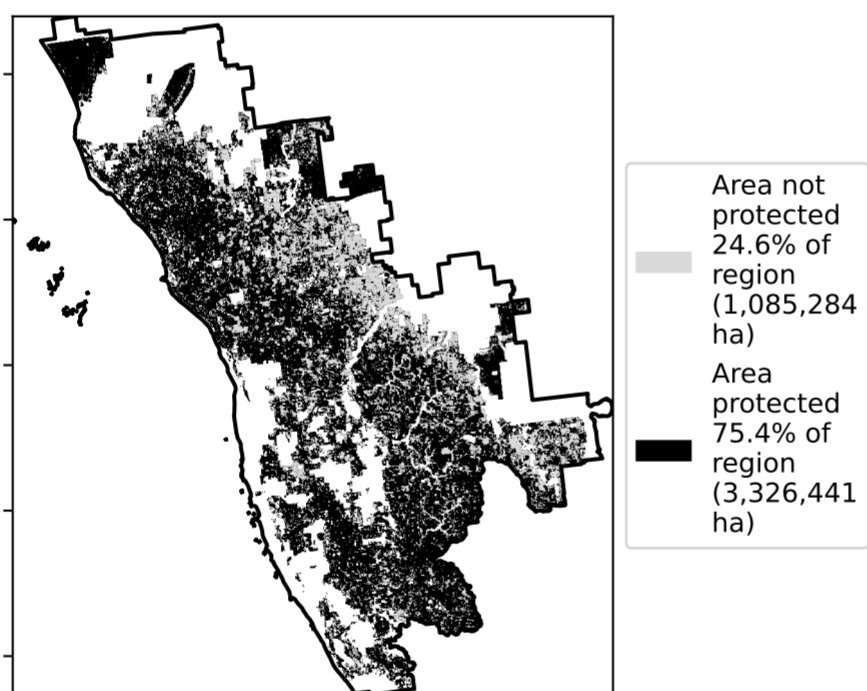 Area not
protected
24.6% of
region
(1,085,284
ha)
Area
protected
75.4% of
region
(3,326,441
ha)